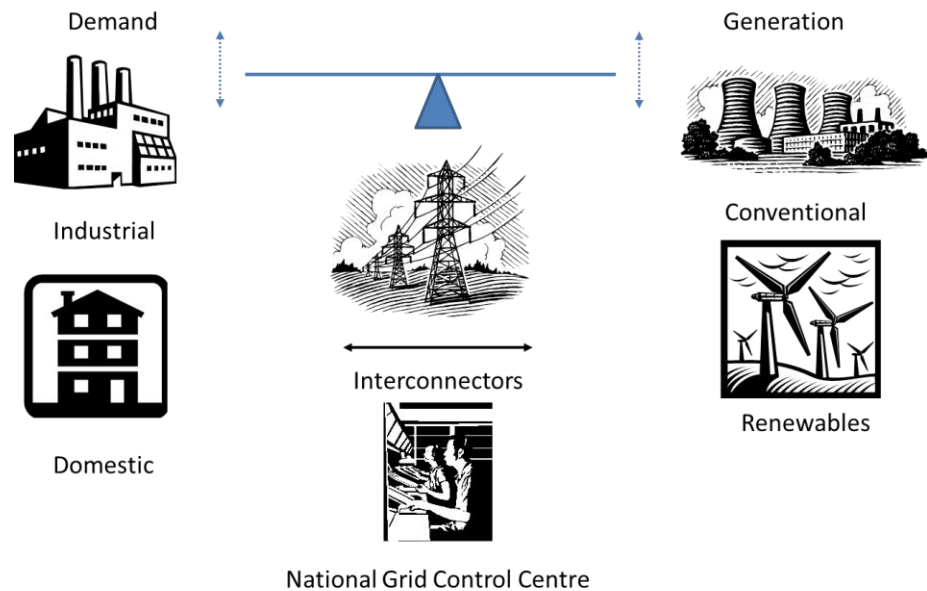 Demand
Generation
Industrial
Conventional
Interconnectors
Renewables
Domestic
National Grid Control Centre